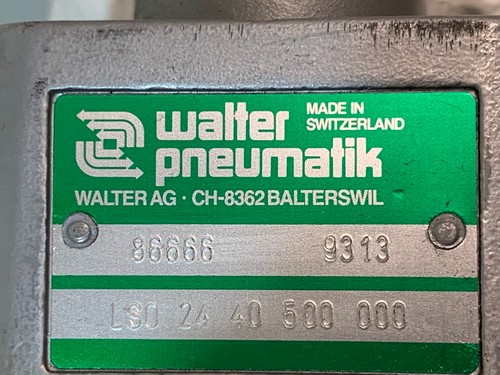 walter
pneumatik
MADE IN
SWITZERLAND
WALTER AG · CH-8362 BALTERSWIL
86666 9313
LSO 24 40 500 000